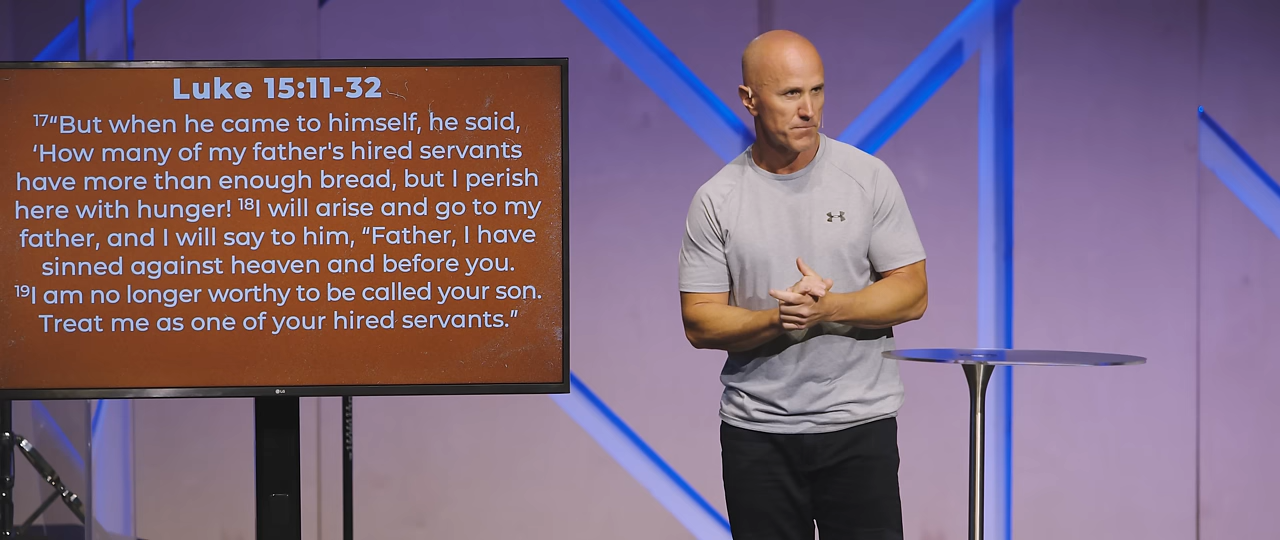 Luke 15:11-32
¹⁷“But when he came to himself, he said,
‘How many of my father's hired servants
have more than enough bread, but I perish
here with hunger! ¹⁸I will arise and go to my
father, and I will say to him, “Father, I have
sinned against heaven and before you.
¹⁹I am no longer worthy to be called your son.
Treat me as one of your hired servants.”
LG